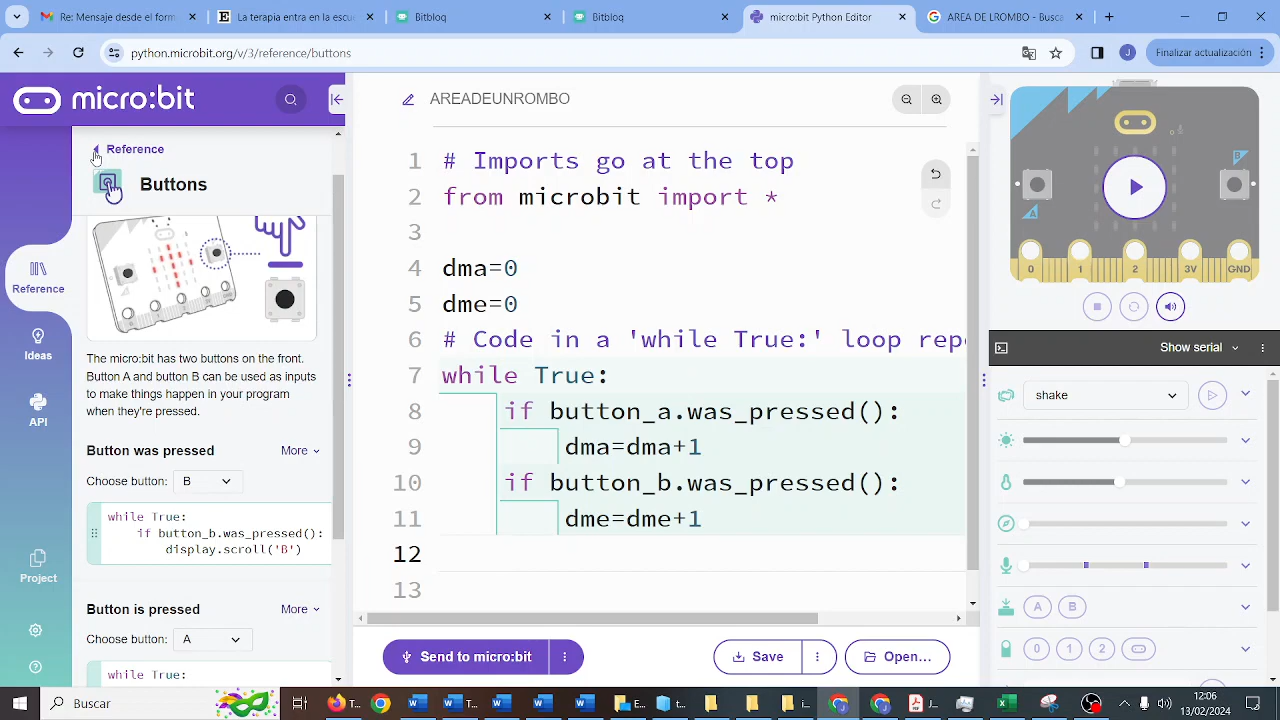 Mejora desde el form
La terapia entra en la escue
Bitblog
Bitblog
micro:bit Python Editor
AREA DE LROMBO - Busc
python.microbit.org/v/3/reference/buttons
J
Finalizar actualización
micro:bit
AREADEUNROMBO
Reference
Buttons
Reference
Ideas
API
Project
The micro:bit has two buttons on the front.
Button A and button B can be used as inputs
to make things happen in your program
when they're pressed.
Button was pressed
More
Choose button:
B
while True:
if button_b.was_pressed():
display.scroll('B')
Button is pressed
More
Choose button:
A
while True:
1 # Imports go at the top
2 from microbit import *
3
4 dma=0
5 dme=0
6 # Code in a 'while True:' loop repe
7 while True:
8 if button_a.was_pressed():
9 dma=dma+1
10 if button_b.was_pressed():
11 dme=dme+1
12
13
Send to micro:bit
Save
Open...
A
B
0 1 2 3V GND
Show serial
shake
A B
0 1 2
Buscar
12:06
13/02/2024